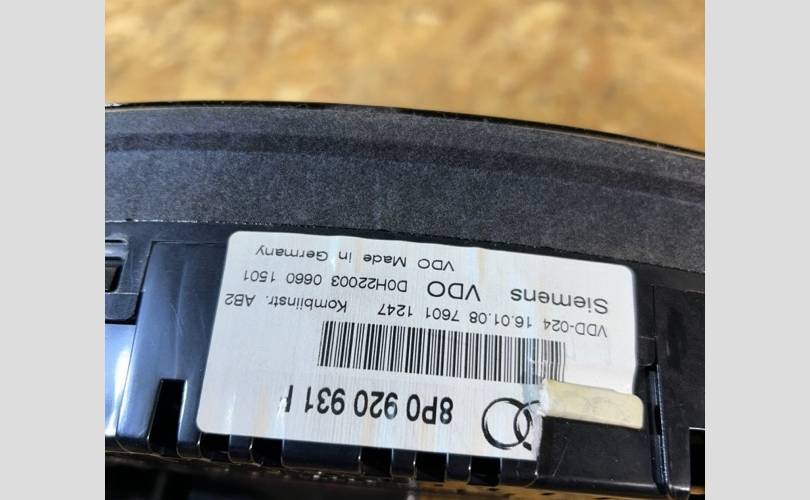 8P0 920 931
VDD-024 16.01.08 7601 1247 Kombiinstr. AB2
Siemens VDO D0H22003 0660 1501
VDO Made in Germany